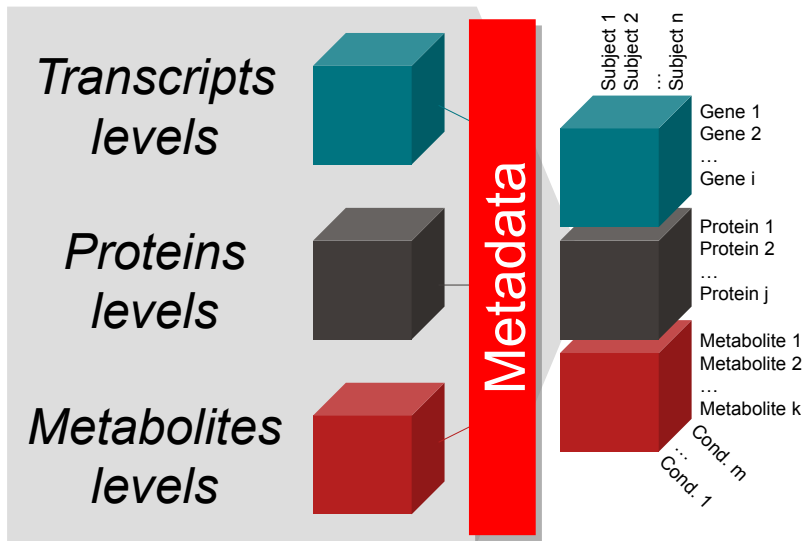 Transcripts
levels
Proteins
levels
Metabolites
levels
Metadata
Subject 1
Subject 2
...
Subject n
Gene 1
Gene 2
...
Gene i
Protein 1
Protein 2
...
Protein j
Metabolite 1
Metabolite 2
...
Metabolite k
Cond. m
...
Cond. 1